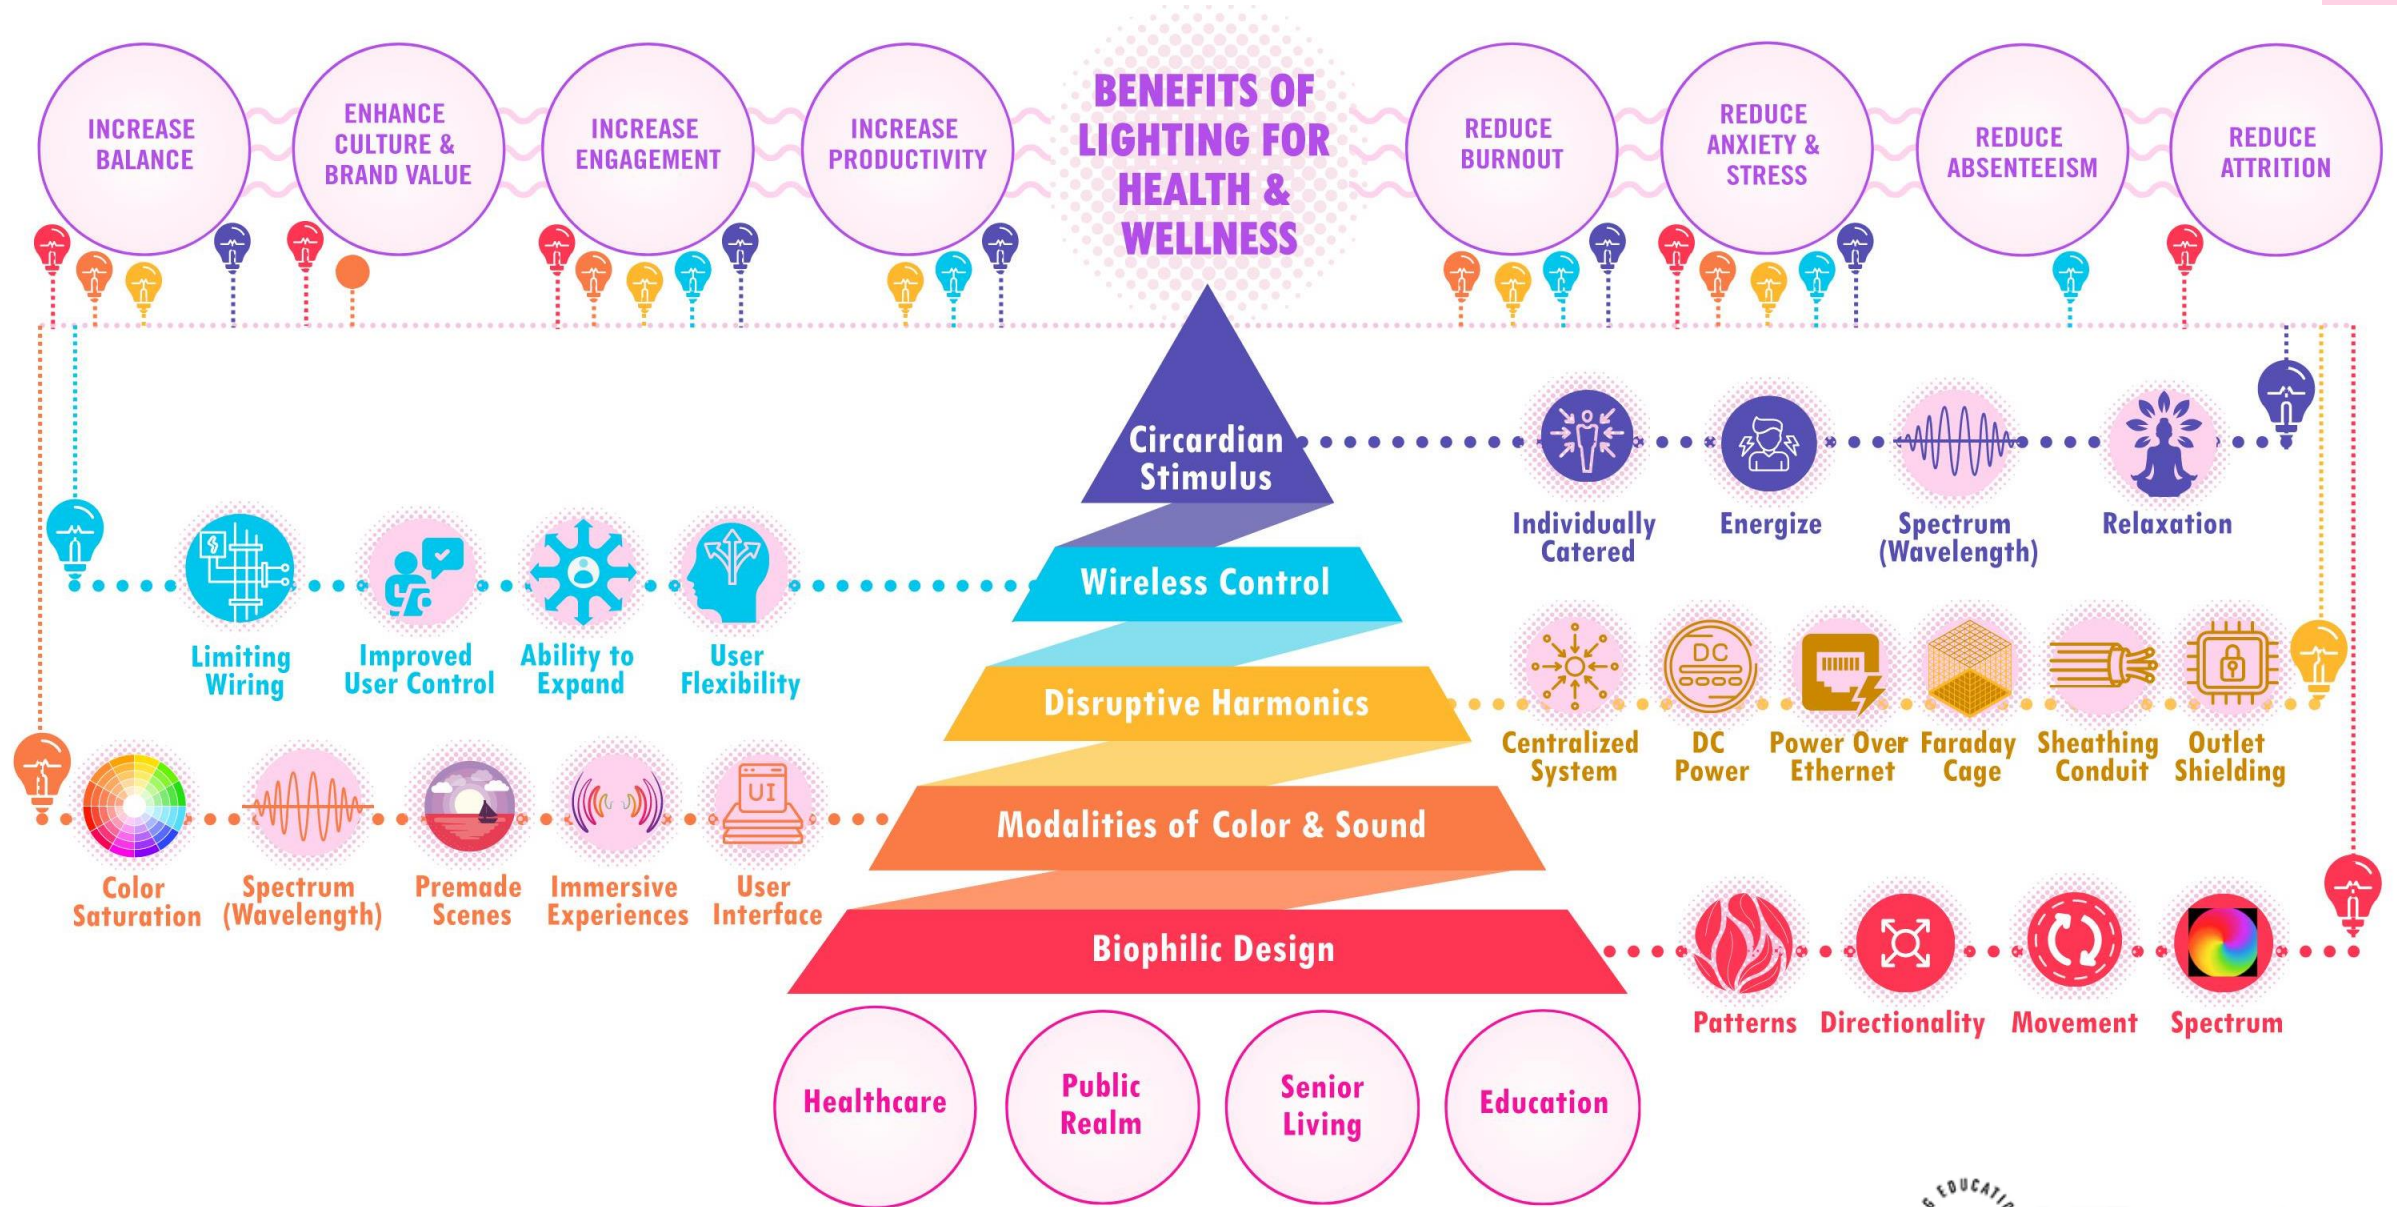 INCREASE
BALANCE
ENHANCE
CULTURE &
BRAND VALUE
INCREASE
ENGAGEMENT
INCREASE
PRODUCTIVITY
BENEFITS OF
LIGHTING FOR
HEALTH &
WELLNESS
REDUCE
BURNOUT
REDUCE
ANXIETY &
STRESS
REDUCE
ABSENTEEISM
REDUCE
ATTRITION
Circardian
Stimulus
Individually
Catered
Energize
Spectrum
(Wavelength)
Relaxation
Limiting
Wiring
Improved
User Control
Ability to
Expand
User
Flexibility
Wireless Control
Disruptive Harmonics
DC
Centralized
System
DC
Power
Power Over
Ethernet
Faraday
Cage
Sheathing
Conduit
Outlet
Shielding
UI
Color
Saturation
Spectrum
(Wavelength)
Premade
Scenes
Immersive
Experiences
User
Interface
Modalities of Color & Sound
Biophilic Design
Patterns
Directionality
Movement
Spectrum
Healthcare
Public
Realm
Senior
Living
Education